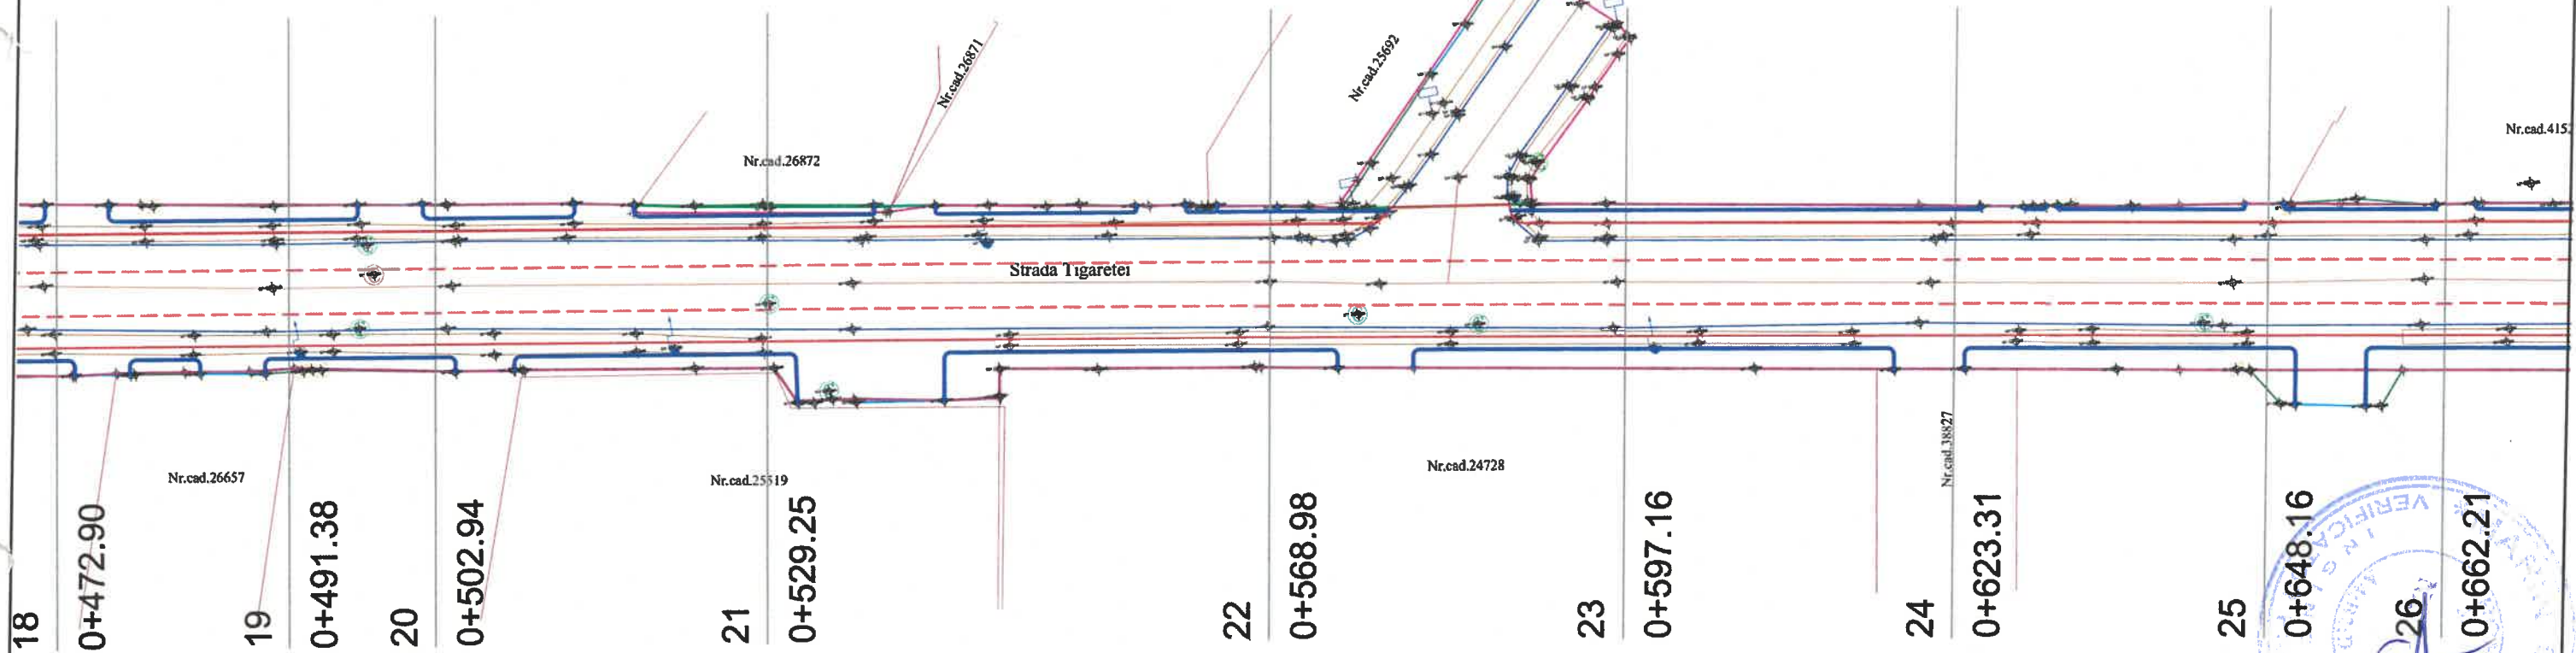 Nr.cad.26871
Nr.cad.25692
Nr.cad.26872
Nr.cad.415
Strada Tigaretei
Nr.cad.26657
Nr.cad.25519
Nr.cad.24728
Nr.cad.38827
18
0+472.90
19
0+491.38
20
0+502.94
21
0+529.25
22
0+568.98
23
0+597.16
24
0+623.31
25
0+648.16
26
0+662.21
VERIFICAT